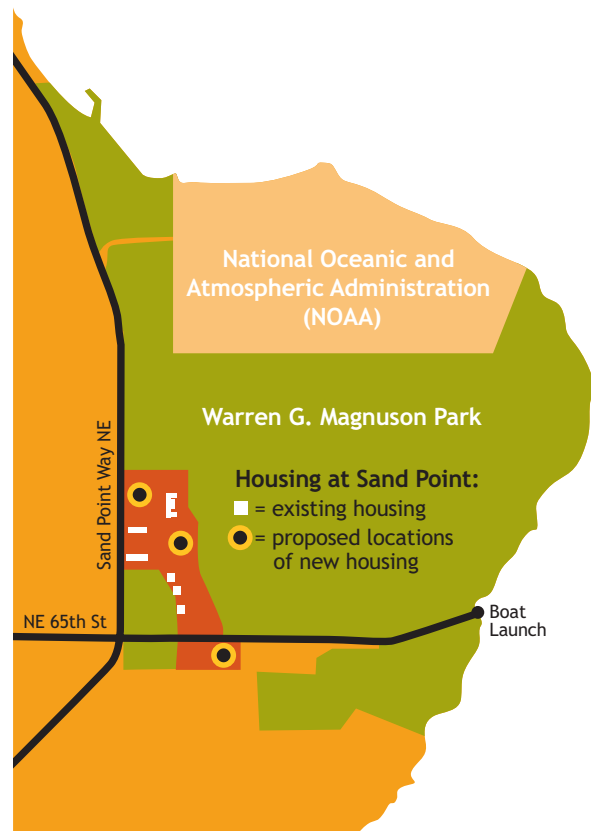 National Oceanic and
Atmospheric Administration
(NOAA)
Warren G. Magnuson Park
Sand Point Way NE
Housing at Sand Point:
= existing housing
= proposed locations
of new housing
NE 65th St
Boat
Launch